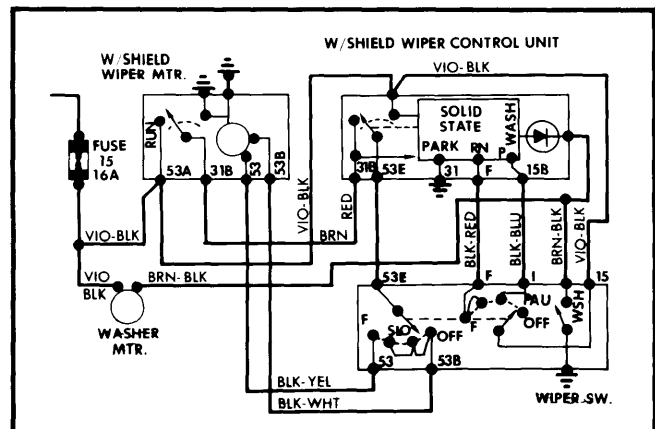 W/SHIELD WIPER CONTROL UNIT
W/SHIELD
WIPER MTR.
VIO-BLK
FUSE
15
16A
RUN
53A
31B
53
53B
VIO-BLK
SOLID
STATE
WASH
PARK
RN
P
31B
53E
31
F
15B
RED
BRN
VIO-BLK
BLK-RED
BLK-BLU
BRN-BLK
VIO-BLK
VIO
BLK
BRN-BLK
WASHER
MTR.
53E
F
I
15
F
SLO
OFF
F
PAU
OFF
WSH
53
53B
BLK-YEL
BLK-WHT
WIPER SW.